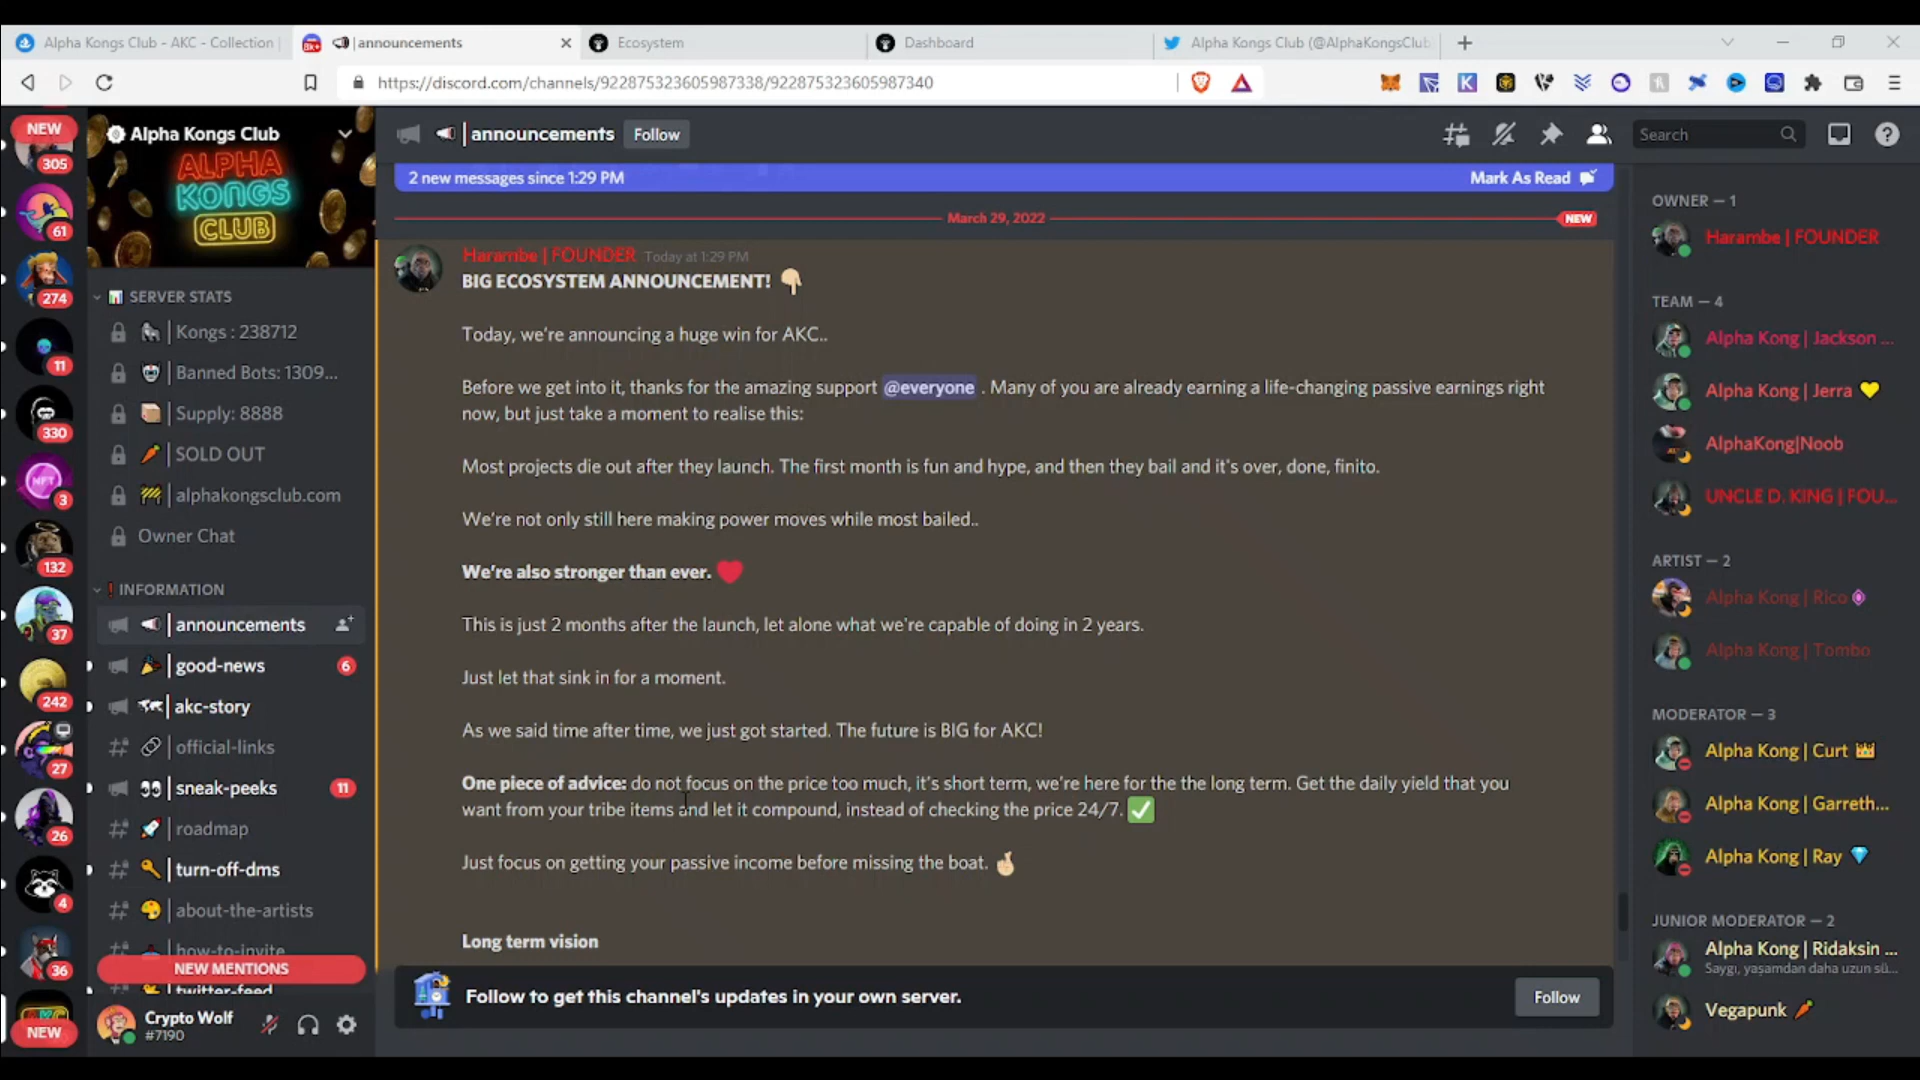 Alpha Kongs Club - AKC - Collection
announcements
Ecosystem
Dashboard
Alpha Kongs Club (@AlphaKongsClub
https://discord.com/channels/922875323605987338/922875323605987340
NEW
305
61
274
11
330
3
132
37
242
27
26
4
36
NEW
Alpha Kongs Club
ALPHA
KONGS
CLUB
SERVER STATS
Kongs : 238712
Banned Bots: 1309...
Supply: 8888
SOLD OUT
alphakongsclub.com
Owner Chat
INFORMATION
announcements
good-news 6
akc-story
official-links
sneak-peeks 11
roadmap
turn-off-dms
about-the-artists
how-to-invite
NEW MENTIONS
twitter-feed
Crypto Wolf
#7190
announcements Follow
Search
2 new messages since 1:29 PM Mark As Read
March 29, 2022 NEW
Harambe | FOUNDER Today at 1:29 PM
BIG ECOSYSTEM ANNOUNCEMENT! 👇🏻
Today, we're announcing a huge win for AKC..
Before we get into it, thanks for the amazing support @everyone . Many of you are already earning a life-changing passive earnings right
now, but just take a moment to realise this:
Most projects die out after they launch. The first month is fun and hype, and then they bail and it's over, done, finito.
We're not only still here making power moves while most bailed..
We're also stronger than ever. ❤️
This is just 2 months after the launch, let alone what we're capable of doing in 2 years.
Just let that sink in for a moment.
As we said time after time, we just got started. The future is BIG for AKC!
One piece of advice: do not focus on the price too much, it's short term, we're here for the the long term. Get the daily yield that you
want from your tribe items and let it compound, instead of checking the price 24/7. ✅
Just focus on getting your passive income before missing the boat. 🤞🏻
Long term vision
Follow to get this channel's updates in your own server. Follow
OWNER — 1
Harambe | FOUNDER
TEAM — 4
Alpha Kong | Jackson ...
Alpha Kong | Jerra 💛
AlphaKong|Noob
UNCLE D. KING | FOU...
ARTIST — 2
Alpha Kong | Rico
Alpha Kong | Tombo
MODERATOR — 3
Alpha Kong | Curt 👑
Alpha Kong | Garreth...
Alpha Kong | Ray 💎
JUNIOR MODERATOR — 2
Alpha Kong | Ridaksin ...
Saygı, yaşamdan daha uzun sü...
Vegapunk 🥕